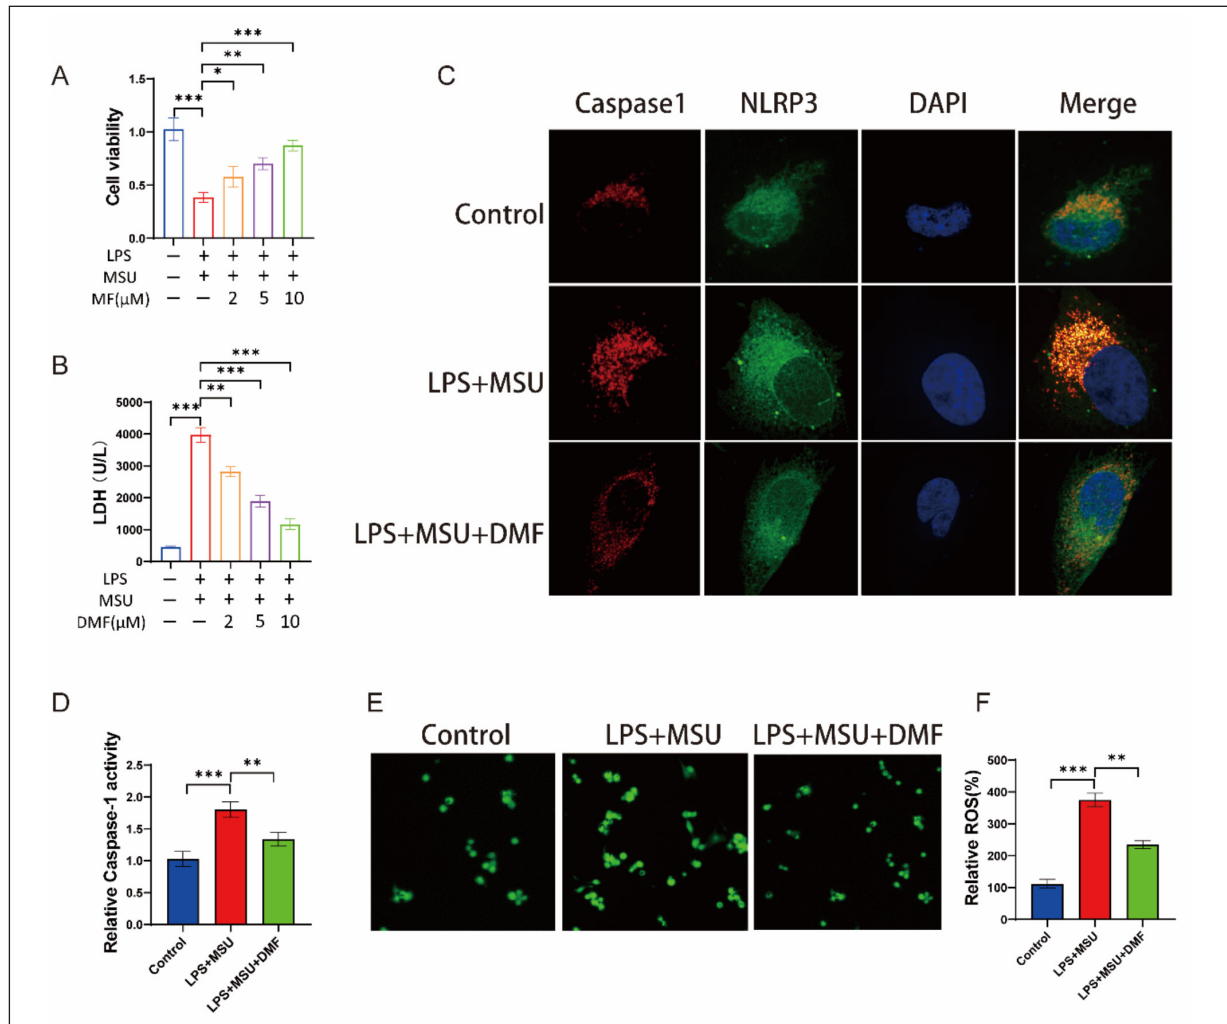 A
***
**
*
***
Cell viability
1.5
1.0
0.5
0.0
LPS — + + + +
MSU — + + + +
MF(μM) — — 2 5 10
B
***
***
**
***
LDH (U/L)
5000
4000
3000
2000
1000
0
LPS — + + + +
MSU — + + + +
DMF(μM) — — 2 5 10
C
Caspase1 NLRP3 DAPI Merge
Control
LPS+MSU
LPS+MSU+DMF
D
Relative Caspase-1 activity
2.5
2.0
1.5
1.0
0.5
0.0
*** **
Control LPS+MSU LPS+MSU+DMF
E
Control LPS+MSU LPS+MSU+DMF
F
Relative ROS(%)
500
400
300
200
100
0
*** **
Control LPS+MSU LPS+MSU+DMF